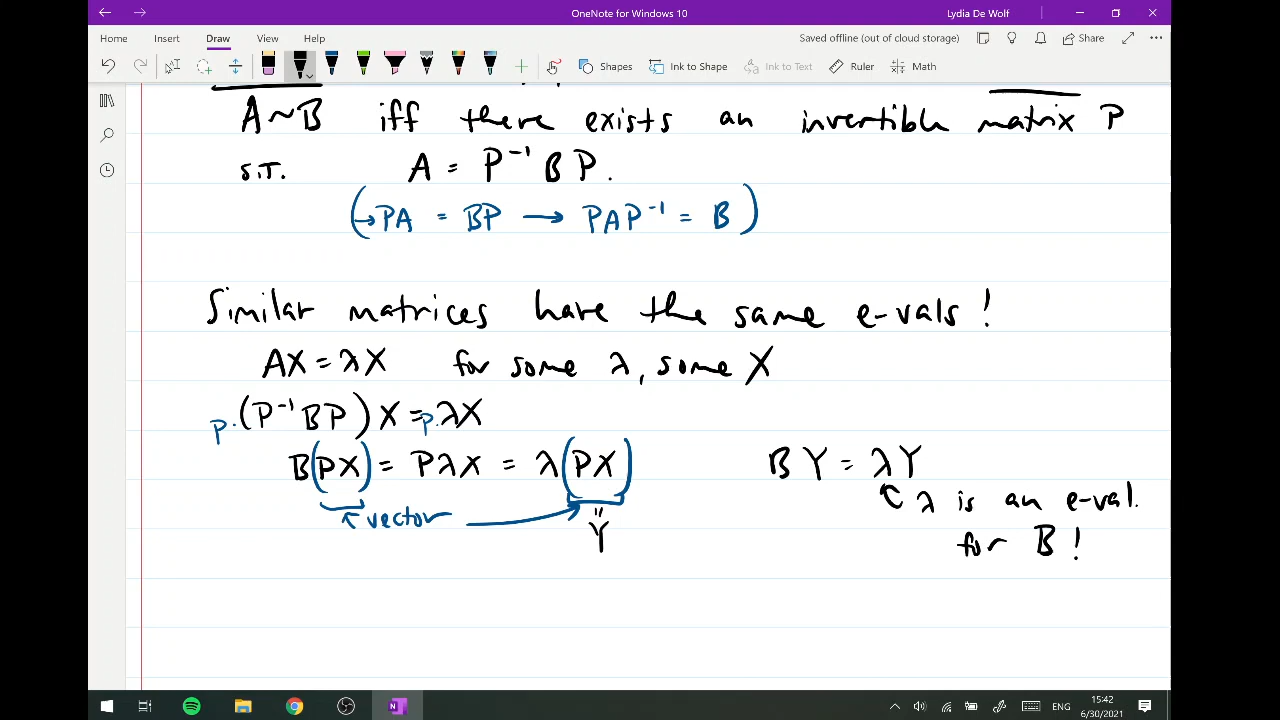 OneNote for Windows 10
Lydia De Wolf
Home Insert Draw View Help
Saved offline (out of cloud storage)
Share
Shapes Ink to Shape Ink to Text Ruler Math
A~B iff there exists an invertible matrix P
s.t. A = P⁻¹ B P.
(→PA = BP → PAP⁻¹ = B)
Similar matrices have the same e-vals!
AX = λX for some λ, some X
P·(P⁻¹BP)X = P·λX
B(PX) = PλX = λ(PX) BY = λY
↖ vector
"
Y
λ is an e-val.
for B!
15:42
ENG
6/30/2021